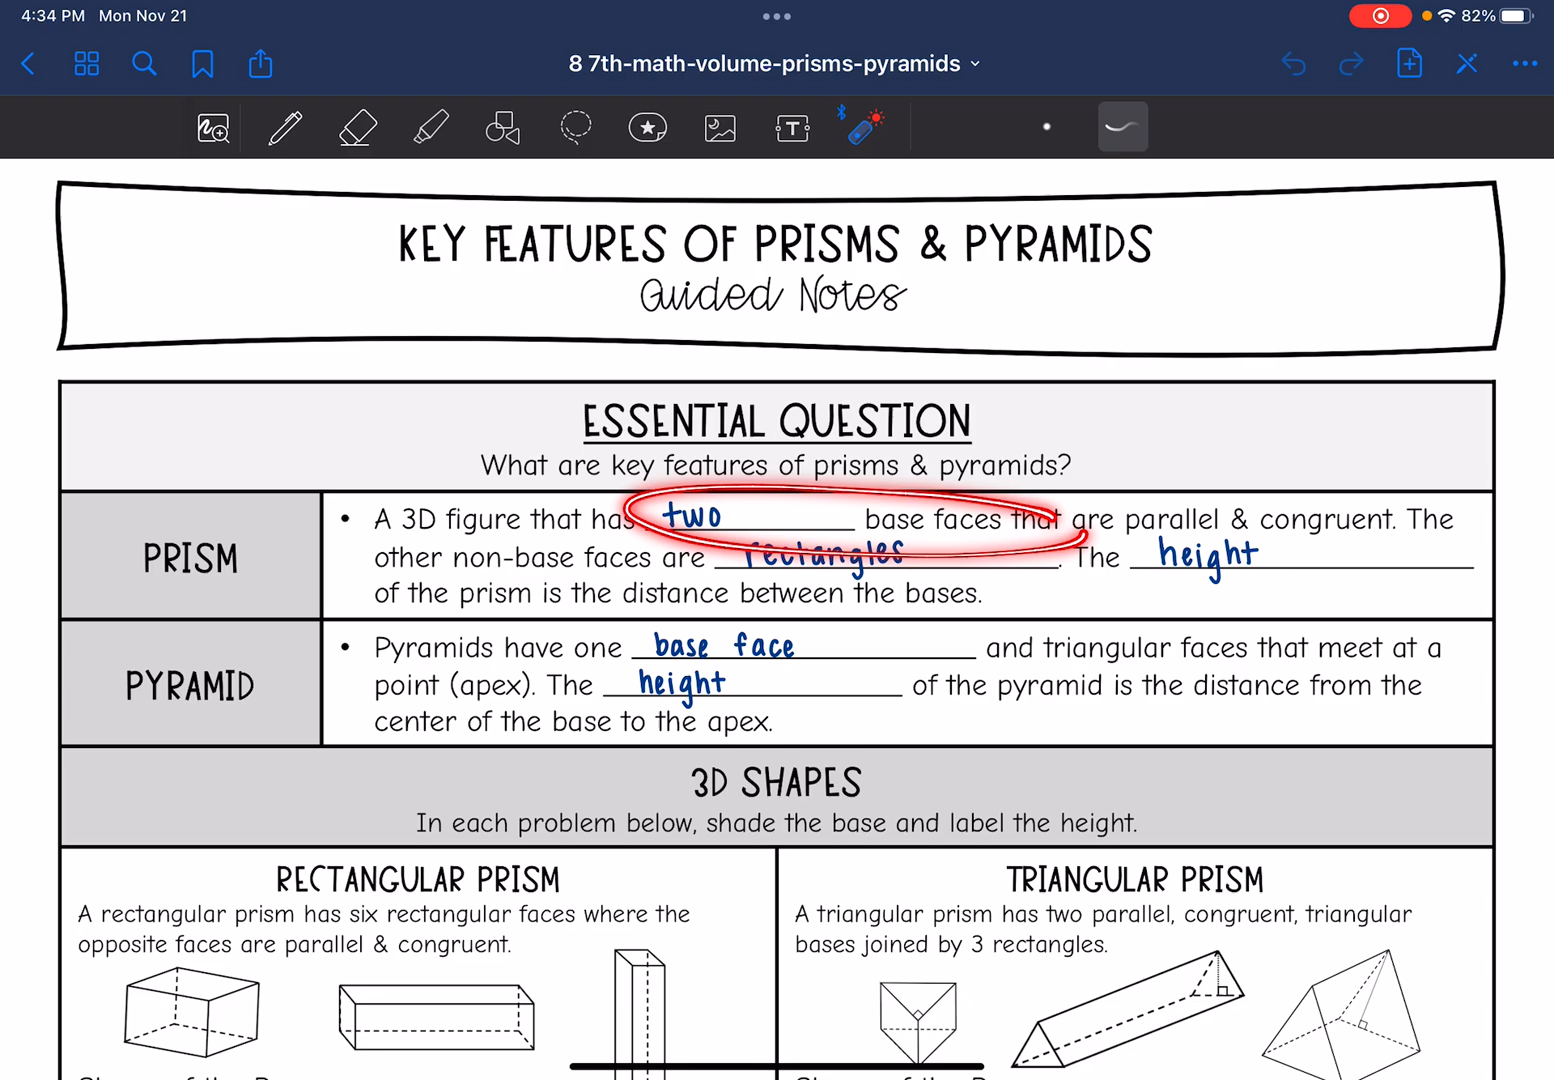 4:34 PM Mon Nov 21
82%
8 7th-math-volume-prisms-pyramids
T
KEY FEATURES OF PRISMS & PYRAMIDS
Guided Notes
ESSENTIAL QUESTION
What are key features of prisms & pyramids?
PRISM
• A 3D figure that has two base faces that are parallel & congruent. The
other non-base faces are rectangles. The height
of the prism is the distance between the bases.
PYRAMID
• Pyramids have one base face and triangular faces that meet at a
point (apex). The height of the pyramid is the distance from the
center of the base to the apex.
3D SHAPES
In each problem below, shade the base and label the height.
RECTANGULAR PRISM
A rectangular prism has six rectangular faces where the
opposite faces are parallel & congruent.
TRIANGULAR PRISM
A triangular prism has two parallel, congruent, triangular
bases joined by 3 rectangles.